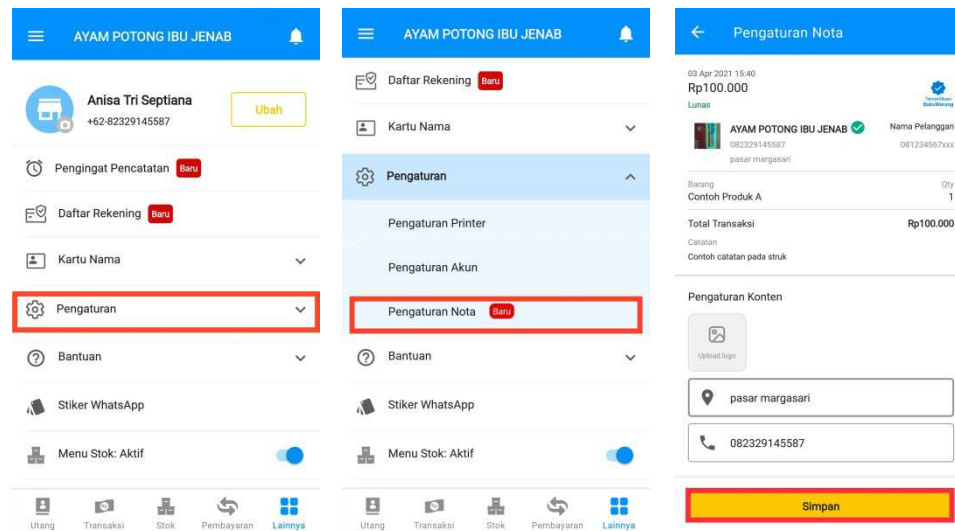 AYAM POTONG IBU JENAB
Anisa Tri Septiana
+62-82329145587
Ubah
Pengingat Pencatatan Baru
Daftar Rekening Baru
Kartu Nama
Pengaturan
Bantuan
Stiker WhatsApp
Menu Stok: Aktif
Utang Transaksi Stok Pembayaran Lainnya
AYAM POTONG IBU JENAB
Daftar Rekening Baru
Kartu Nama
Pengaturan
Pengaturan Printer
Pengaturan Akun
Pengaturan Nota Baru
Bantuan
Stiker WhatsApp
Menu Stok: Aktif
Utang Transaksi Stok Pembayaran Lainnya
Pengaturan Nota
03 Apr 2021 15:40
Rp100.000
Lunas
Terverifikasi
BukuWarung
AYAM POTONG IBU JENAB Nama Pelanggan
082329145587 081234567xxx
pasar margasari
Barang Qty
Contoh Produk A 1
Total Transaksi Rp100.000
Catatan
Contoh catatan pada struk
Pengaturan Konten
Upload logo
pasar margasari
082329145587
Simpan